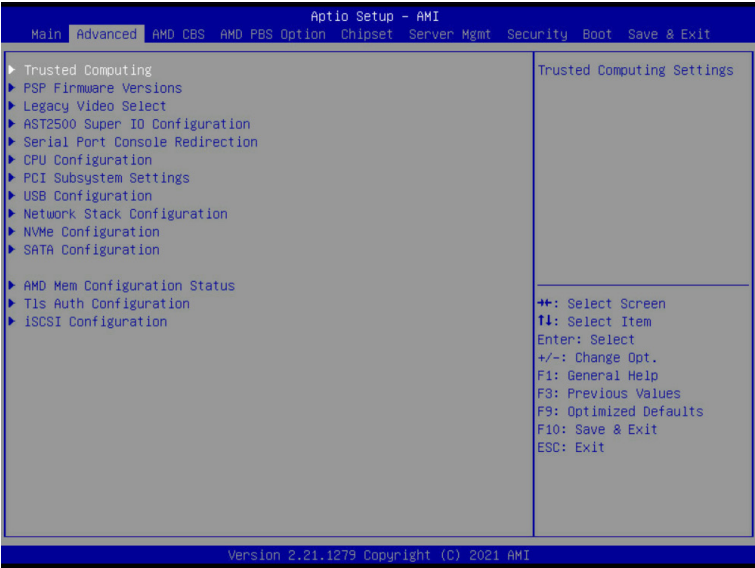 Aptio Setup – AMI
Main Advanced AMD CBS AMD PBS Option Chipset Server Mgmt Security Boot Save & Exit
Trusted Computing
PSP Firmware Versions
Legacy Video Select
AST2500 Super IO Configuration
Serial Port Console Redirection
CPU Configuration
PCI Subsystem Settings
USB Configuration
Network Stack Configuration
NVMe Configuration
SATA Configuration
AMD Mem Configuration Status
Tls Auth Configuration
iSCSI Configuration
Trusted Computing Settings
→←: Select Screen
↑↓: Select Item
Enter: Select
+/-: Change Opt.
F1: General Help
F3: Previous Values
F9: Optimized Defaults
F10: Save & Exit
ESC: Exit
Version 2.21.1279 Copyright (C) 2021 AMI